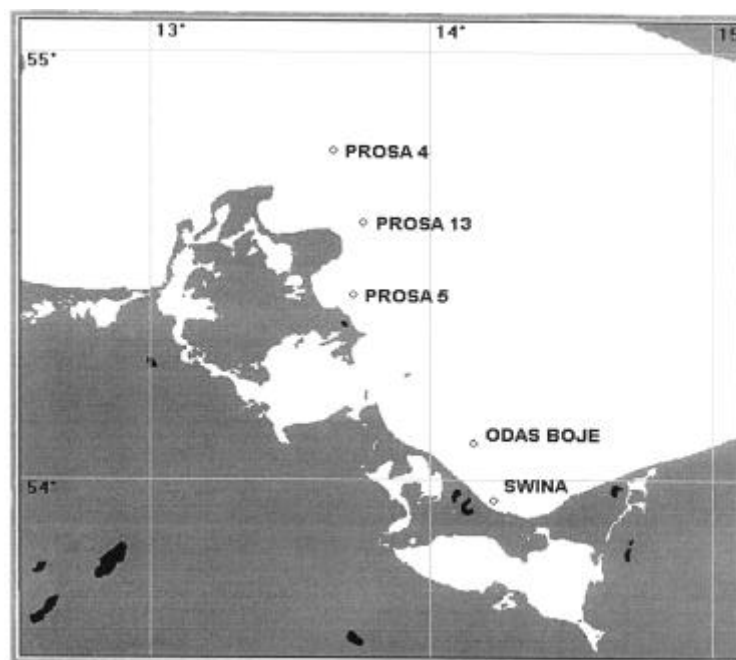 13°
14°
15
55°
PROSA 4
PROSA 13
PROSA 5
ODAS BOJE
54°
SWINA